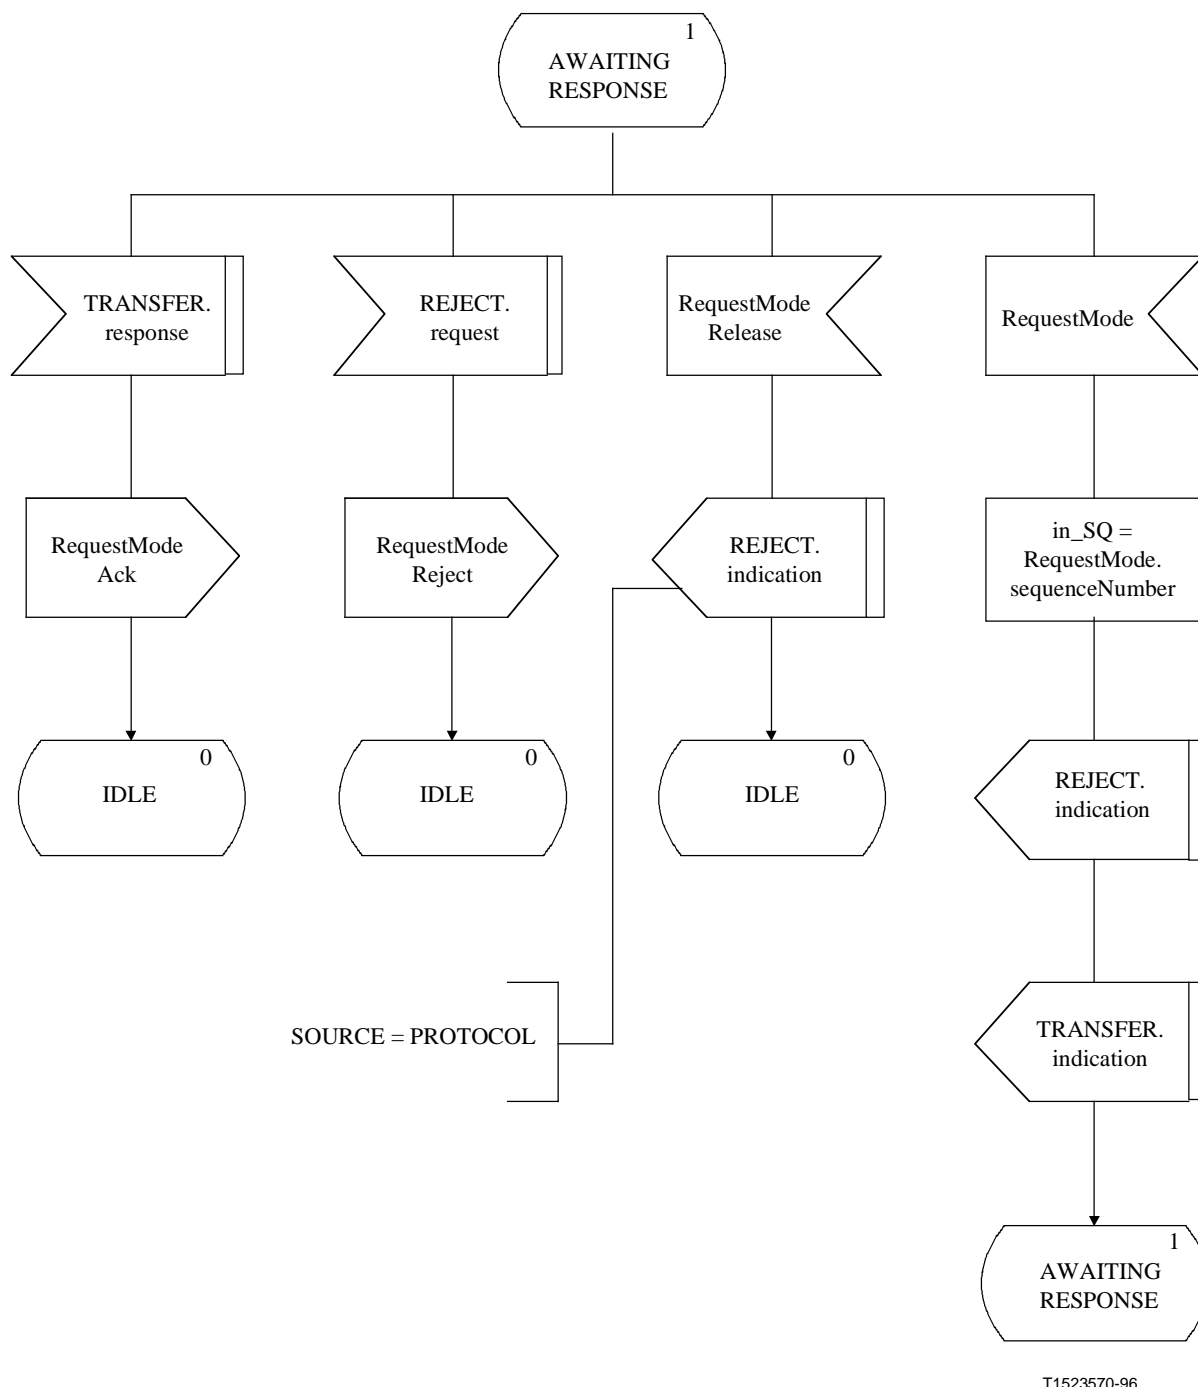 1
AWAITING
RESPONSE
TRANSFER.
response
REJECT.
request
RequestMode
Release
RequestMode
RequestMode
Ack
RequestMode
Reject
REJECT.
indication
in_SQ =
RequestMode.
sequenceNumber
0
IDLE
0
IDLE
0
IDLE
REJECT.
indication
SOURCE = PROTOCOL
TRANSFER.
indication
1
AWAITING
RESPONSE
T1523570-96